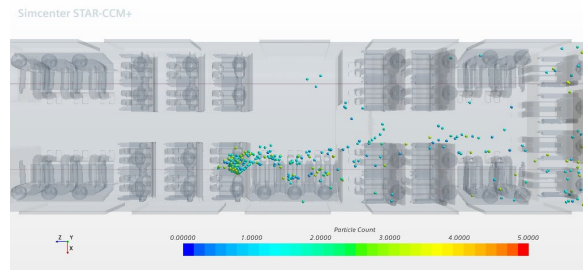 Simcenter STAR-CCM+
Z Y
X
Particle Count
0.00000 1.0000 2.0000 3.0000 4.0000 5.0000